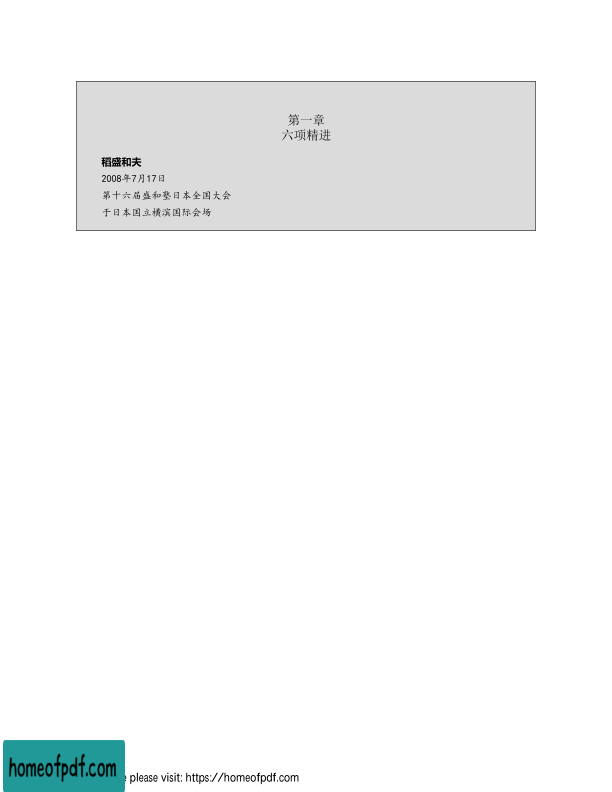 第一章
六项精进
稻盛和夫
2008年7月17日
第十六届盛和塾日本全国大会
于日本国立横滨国际会场
homeofpdf.com
please visit: https://homeofpdf.com